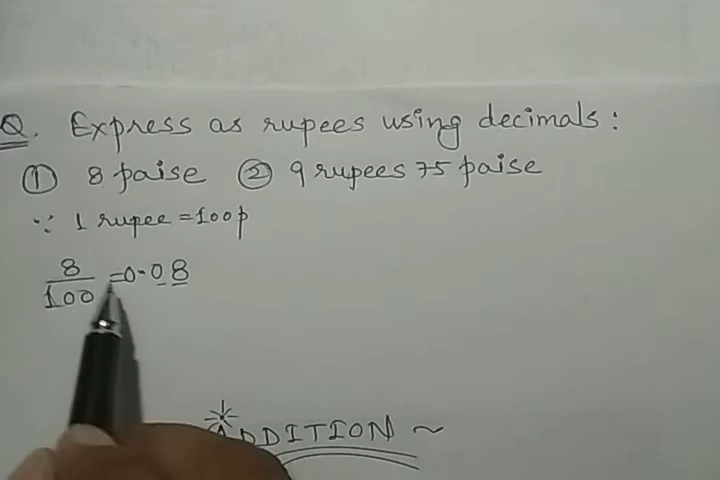 Q. Express as rupees using decimals:
① 8 paise ② 9 rupees 75 paise
∵ 1 rupee = 100p
8/100 = 0.08
ADDITION ~